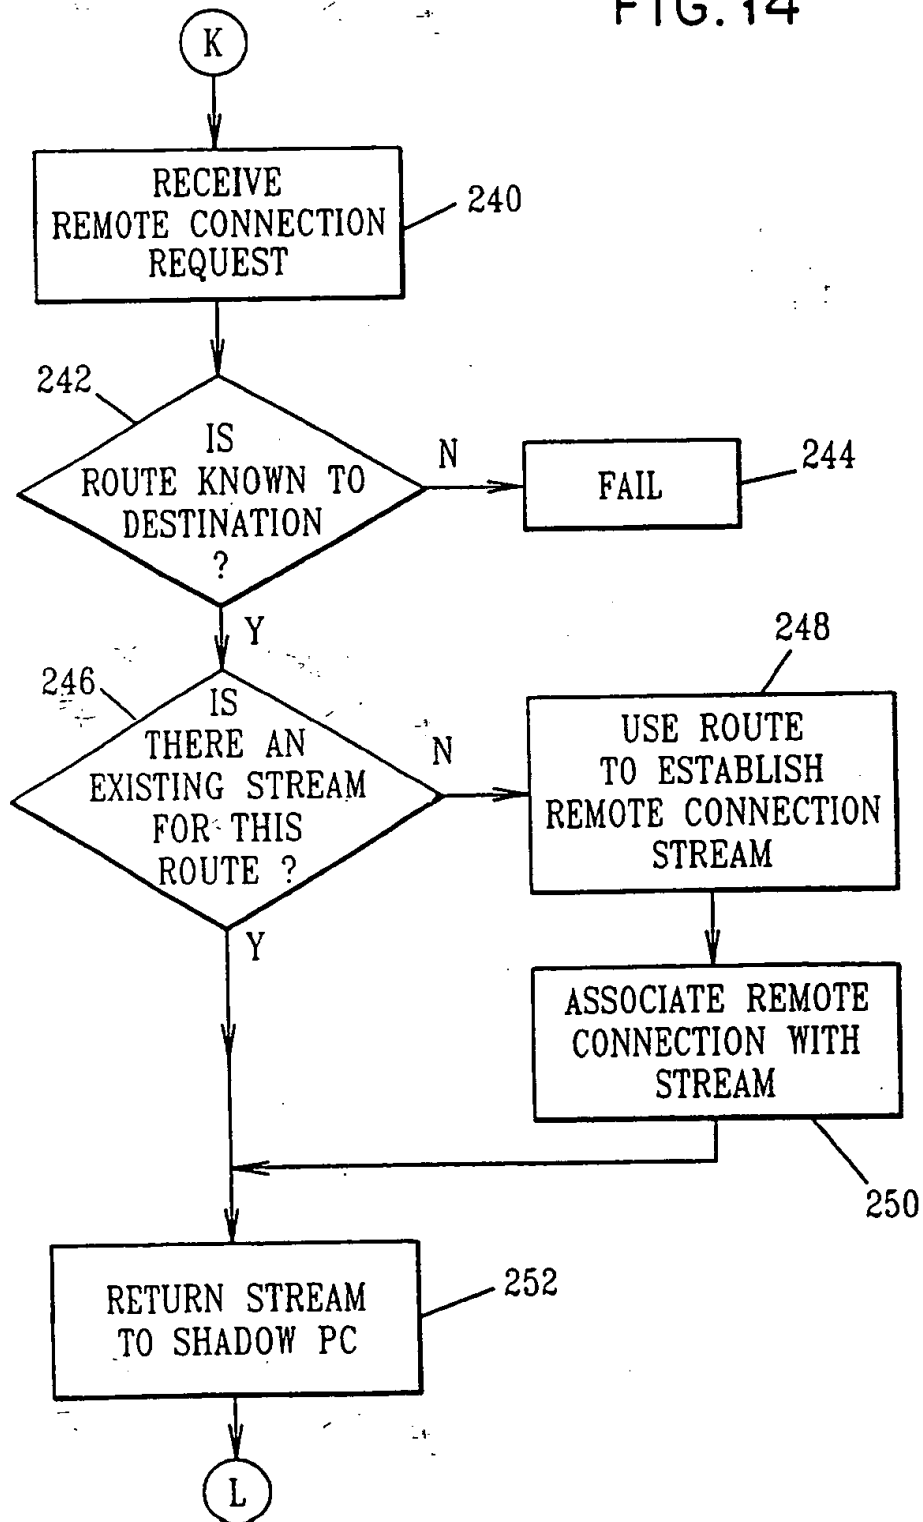 FIG. 14
K
RECEIVE
REMOTE CONNECTION
REQUEST
240
242
IS
ROUTE KNOWN TO
DESTINATION
?
N
FAIL
244
Y
246
IS
THERE AN
EXISTING STREAM
FOR THIS
ROUTE ?
N
248
USE ROUTE
TO ESTABLISH
REMOTE CONNECTION
STREAM
Y
ASSOCIATE REMOTE
CONNECTION WITH
STREAM
250
RETURN STREAM
TO SHADOW PC
252
L